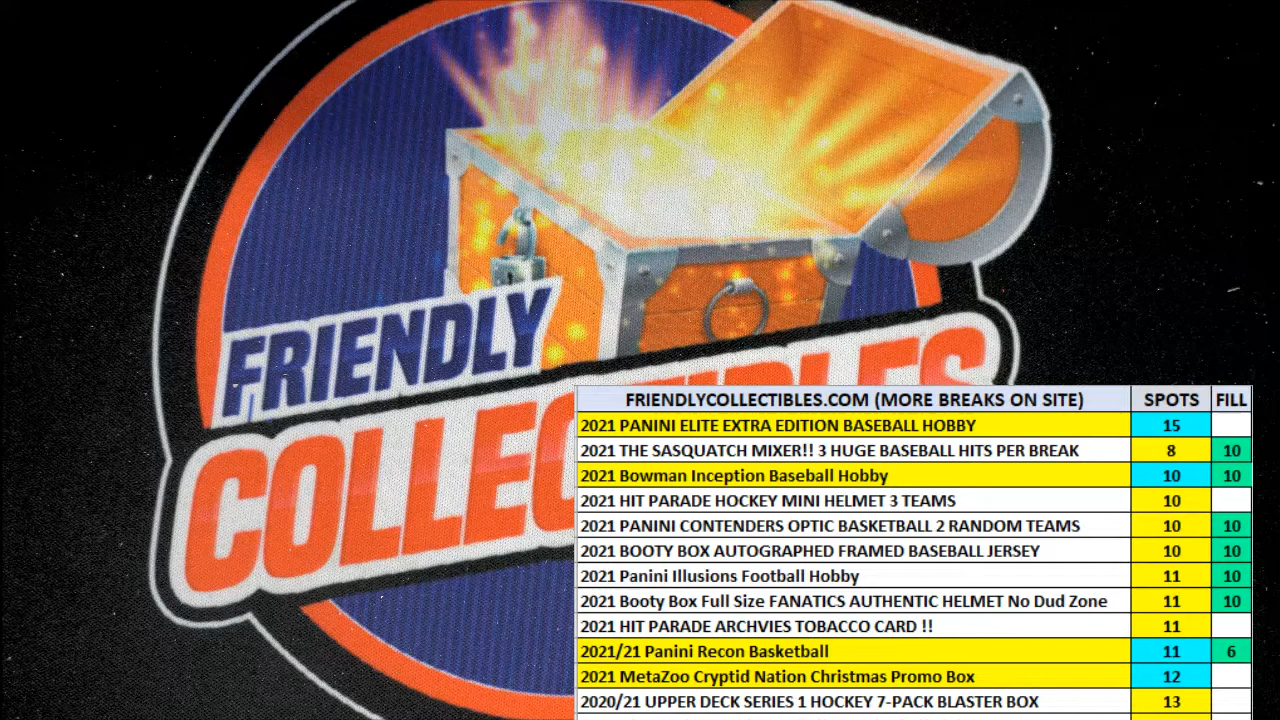 FRIENDLY
COLLECTIBLES
FRIENDLYCOLLECTIBLES.COM (MORE BREAKS ON SITE) SPOTS FILL
2021 PANINI ELITE EXTRA EDITION BASEBALL HOBBY 15
2021 THE SASQUATCH MIXER!! 3 HUGE BASEBALL HITS PER BREAK 8 10
2021 Bowman Inception Baseball Hobby 10 10
2021 HIT PARADE HOCKEY MINI HELMET 3 TEAMS 10
2021 PANINI CONTENDERS OPTIC BASKETBALL 2 RANDOM TEAMS 10 10
2021 BOOTY BOX AUTOGRAPHED FRAMED BASEBALL JERSEY 10 10
2021 Panini Illusions Football Hobby 11 10
2021 Booty Box Full Size FANATICS AUTHENTIC HELMET No Dud Zone 11 10
2021 HIT PARADE ARCHVIES TOBACCO CARD !! 11
2021/21 Panini Recon Basketball 11 6
2021 MetaZoo Cryptid Nation Christmas Promo Box 12
2020/21 UPPER DECK SERIES 1 HOCKEY 7-PACK BLASTER BOX 13